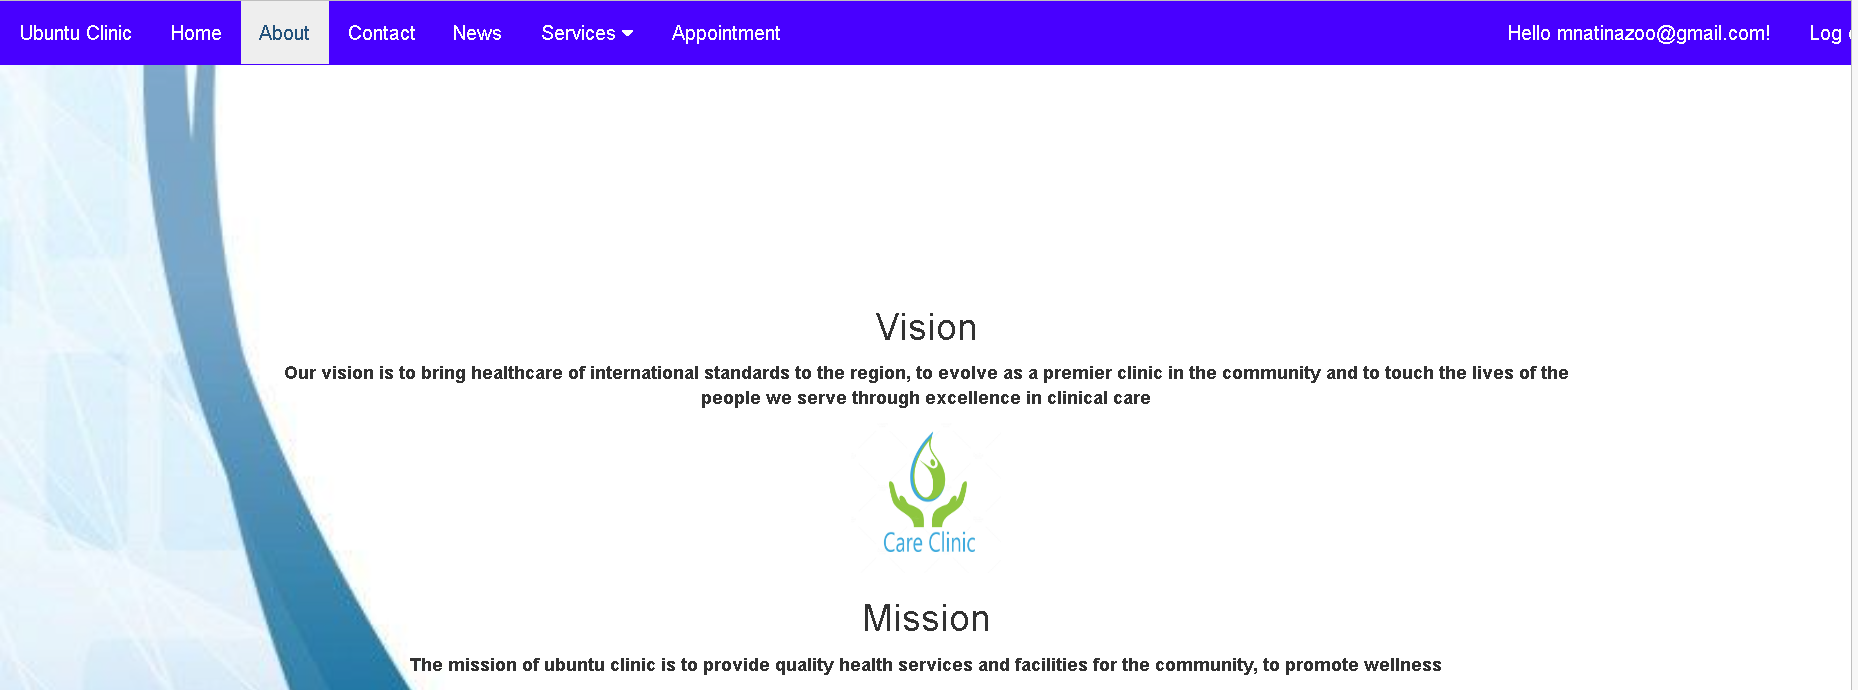 Ubuntu Clinic Home About Contact News Services Appointment Hello mnatinazoo@gmail.com! Log
Vision
Our vision is to bring healthcare of international standards to the region, to evolve as a premier clinic in the community and to touch the lives of the
people we serve through excellence in clinical care
Care Clinic
Mission
The mission of ubuntu clinic is to provide quality health services and facilities for the community, to promote wellness